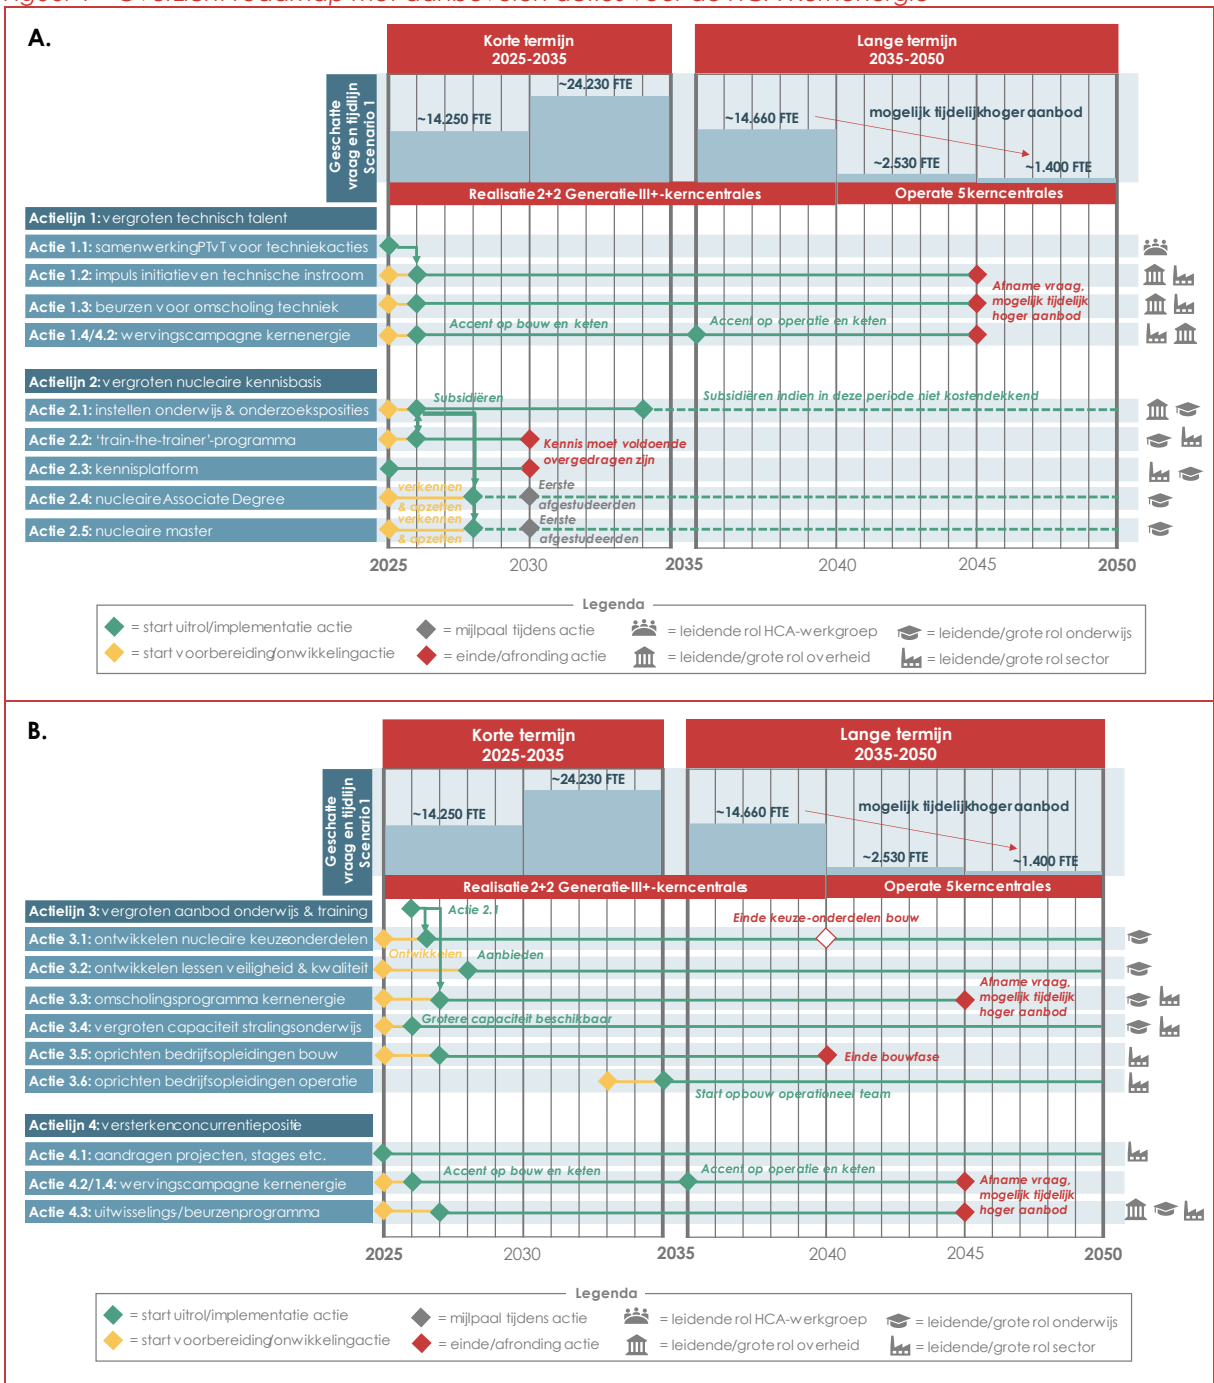 Figuur 1 – Overzicht roadmap met aanbevolen acties voor de HCA Kernenergie
A.
Korte termijn
2025-2035
Lange termijn
2035-2050
Geschatte
vraag en tijdlijn
Scenario 1
~14.250 FTE
~24.230 FTE
~14.660 FTE
mogelijk tijdelijk hoger aanbod
~2.530 FTE
~1.400 FTE
Realisatie 2+2 Generatie-III+-kerncentrales
Operate 5 kerncentrales
Actielijn 1: vergroten technisch talent
Actie 1.1: samenwerking PTvT voor techniekacties
Actie 1.2: impuls initiatieven technische instroom
Actie 1.3: beurzen voor omscholing techniek
Afname vraag,
mogelijk tijdelijk
hoger aanbod
Actie 1.4/4.2: wervingscampagne kernenergie
Accent op bouw en keten
Accent op operatie en keten
Actielijn 2: vergroten nucleaire kennisbasis
Actie 2.1: instellen onderwijs & onderzoeksposities
Subsidiëren
Subsidiëren indien in deze periode niet kostendekkend
Actie 2.2: 'train-the-trainer'-programma
Kennis moet voldoende
overgedragen zijn
Actie 2.3: kennisplatform
Actie 2.4: nucleaire Associate Degree
verkennen
& opzetten
Eerste
afgestudeerden
Actie 2.5: nucleaire master
verkennen
& opzetten
Eerste
afgestudeerden
2025
2030
2035
2040
2045
2050
Legenda
= start uitrol/implementatie actie
= mijlpaal tijdens actie
= leidende rol HCA-werkgroep
= leidende/grote rol onderwijs
= start voorbereiding/onwikkeling actie
= einde/afronding actie
= leidende/grote rol overheid
= leidende/grote rol sector
B.
Korte termijn
2025-2035
Lange termijn
2035-2050
Geschatte
vraag en tijdlijn
Scenario 1
~14.250 FTE
~24.230 FTE
~14.660 FTE
mogelijk tijdelijk hoger aanbod
~2.530 FTE
~1.400 FTE
Realisatie 2+2 Generatie-III+-kerncentrales
Operate 5 kerncentrales
Actielijn 3: vergroten aanbod onderwijs & training
Actie 2.1
Einde keuze-onderdelen bouw
Actie 3.1: ontwikkelen nucleaire keuzeonderdelen
Ontwikkelen
Aanbieden
Actie 3.2: ontwikkelen lessen veiligheid & kwaliteit
Actie 3.3: omscholingsprogramma kernenergie
Afname vraag,
mogelijk tijdelijk
hoger aanbod
Actie 3.4: vergroten capaciteit stralingsonderwijs
Grotere capaciteit beschikbaar
Actie 3.5: oprichten bedrijfsopleidingen bouw
Einde bouwfase
Actie 3.6: oprichten bedrijfsopleidingen operatie
Start opbouw operationeel team
Actielijn 4: versterken concurrentiepositie
Actie 4.1: aandragen projecten, stages etc.
Actie 4.2/1.4: wervingscampagne kernenergie
Accent op bouw en keten
Accent op operatie en keten
Afname vraag,
mogelijk tijdelijk
hoger aanbod
Actie 4.3: uitwisselings/beurzenprogramma
2025
2030
2035
2040
2045
2050
Legenda
= start uitrol/implementatie actie
= mijlpaal tijdens actie
= leidende rol HCA-werkgroep
= leidende/grote rol onderwijs
= start voorbereiding/onwikkeling actie
= einde/afronding actie
= leidende/grote rol overheid
= leidende/grote rol sector